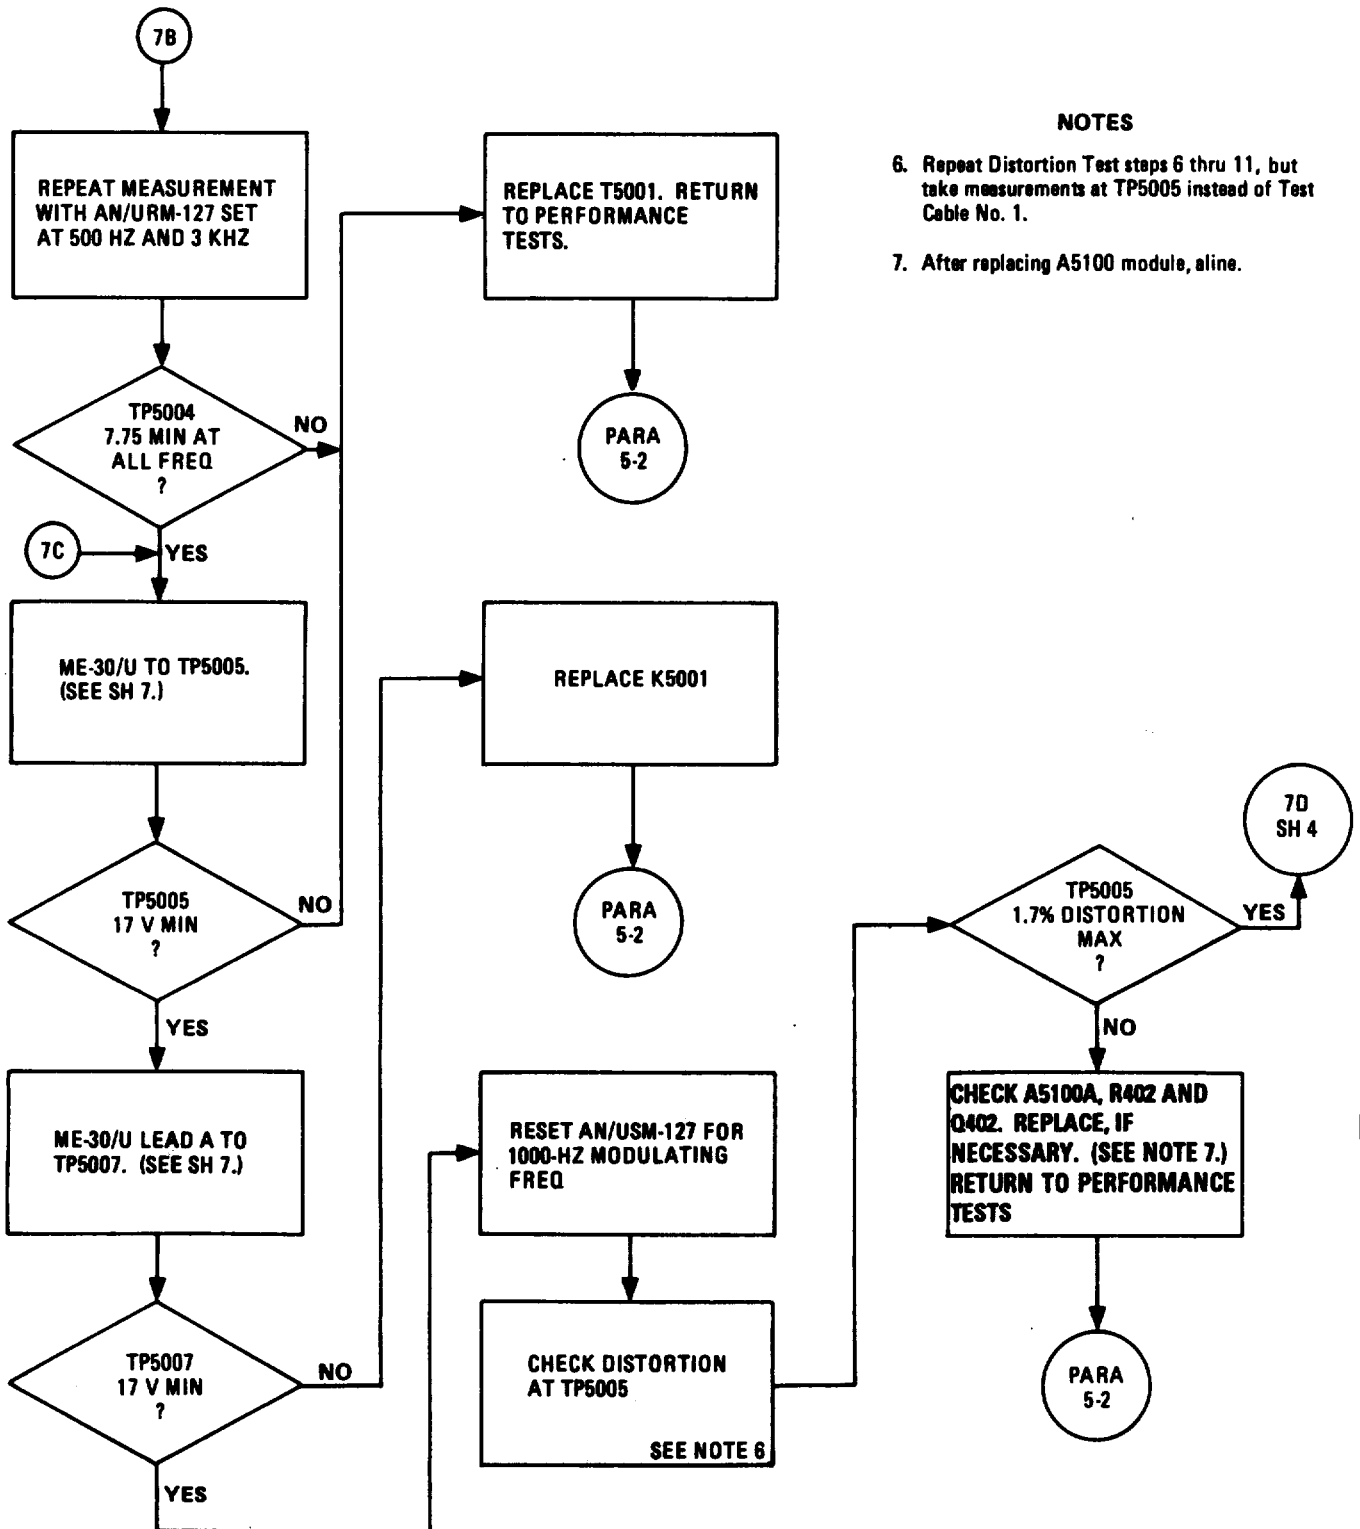 7B
REPEAT MEASUREMENT
WITH AN/URM-127 SET
AT 500 HZ AND 3 KHZ
TP5004
7.75 MIN AT
ALL FREQ
?
NO
7C
YES
ME-30/U TO TP5005.
(SEE SH 7.)
TP5005
17 V MIN
?
NO
YES
ME-30/U LEAD A TO
TP5007. (SEE SH 7.)
TP5007
17 V MIN
?
NO
YES
REPLACE T5001. RETURN
TO PERFORMANCE
TESTS.
PARA
5-2
REPLACE K5001
PARA
5-2
RESET AN/USM-127 FOR
1000-HZ MODULATING
FREQ
CHECK DISTORTION
AT TP5005
SEE NOTE 6
NOTES
6. Repeat Distortion Test steps 6 thru 11, but
take measurements at TP5005 instead of Test
Cable No. 1.
7. After replacing A5100 module, aline.
7D
SH 4
TP5005
1.7% DISTORTION
MAX
?
YES
NO
CHECK A5100A, R402 AND
Q402. REPLACE, IF
NECESSARY. (SEE NOTE 7.)
RETURN TO PERFORMANCE
TESTS
PARA
5-2